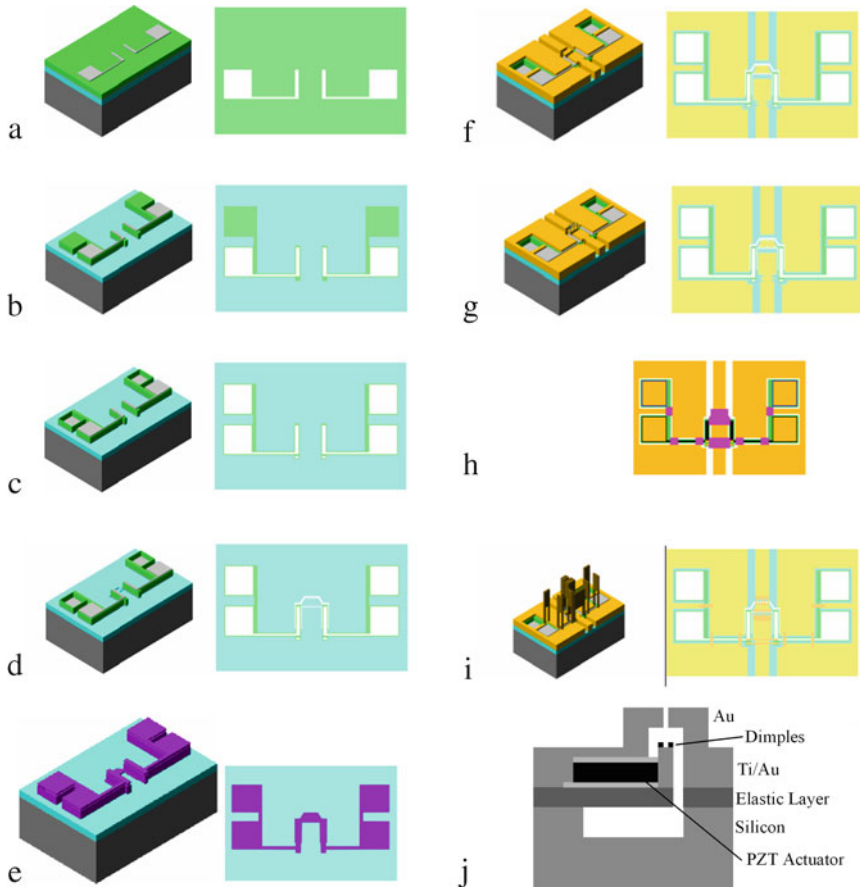 a
b
c
d
e
f
g
h
i
j
Au
Dimples
Ti/Au
Elastic Layer
Silicon
PZT Actuator